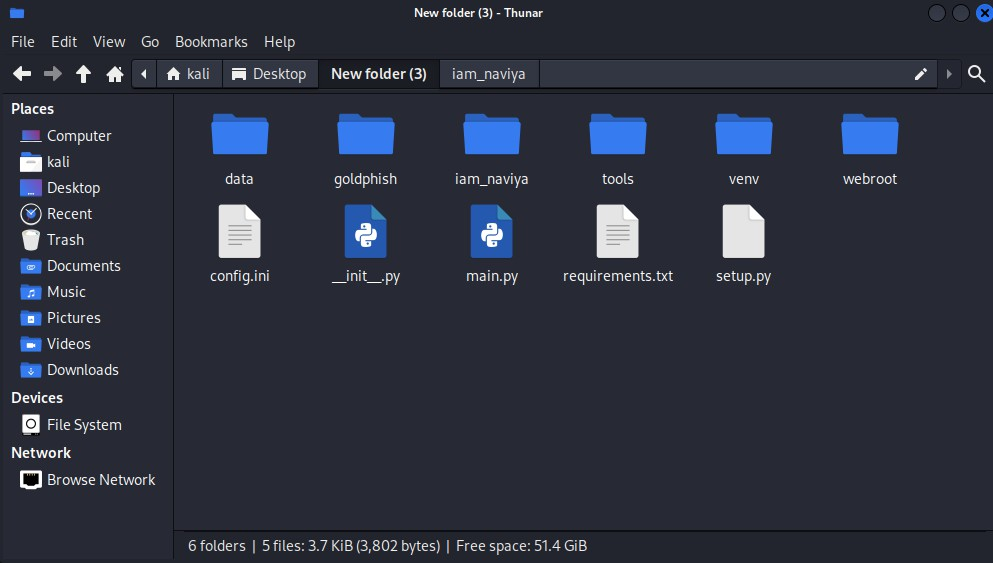 New folder (3) - Thunar
File Edit View Go Bookmarks Help
kali Desktop New folder (3) iam_naviya
Places
Computer
kali
Desktop
Recent
Trash
Documents
Music
Pictures
Videos
Downloads
Devices
File System
Network
Browse Network
data goldphish iam_naviya tools venv webroot
config.ini __init__.py main.py requirements.txt setup.py
6 folders | 5 files: 3.7 KiB (3,802 bytes) | Free space: 51.4 GiB